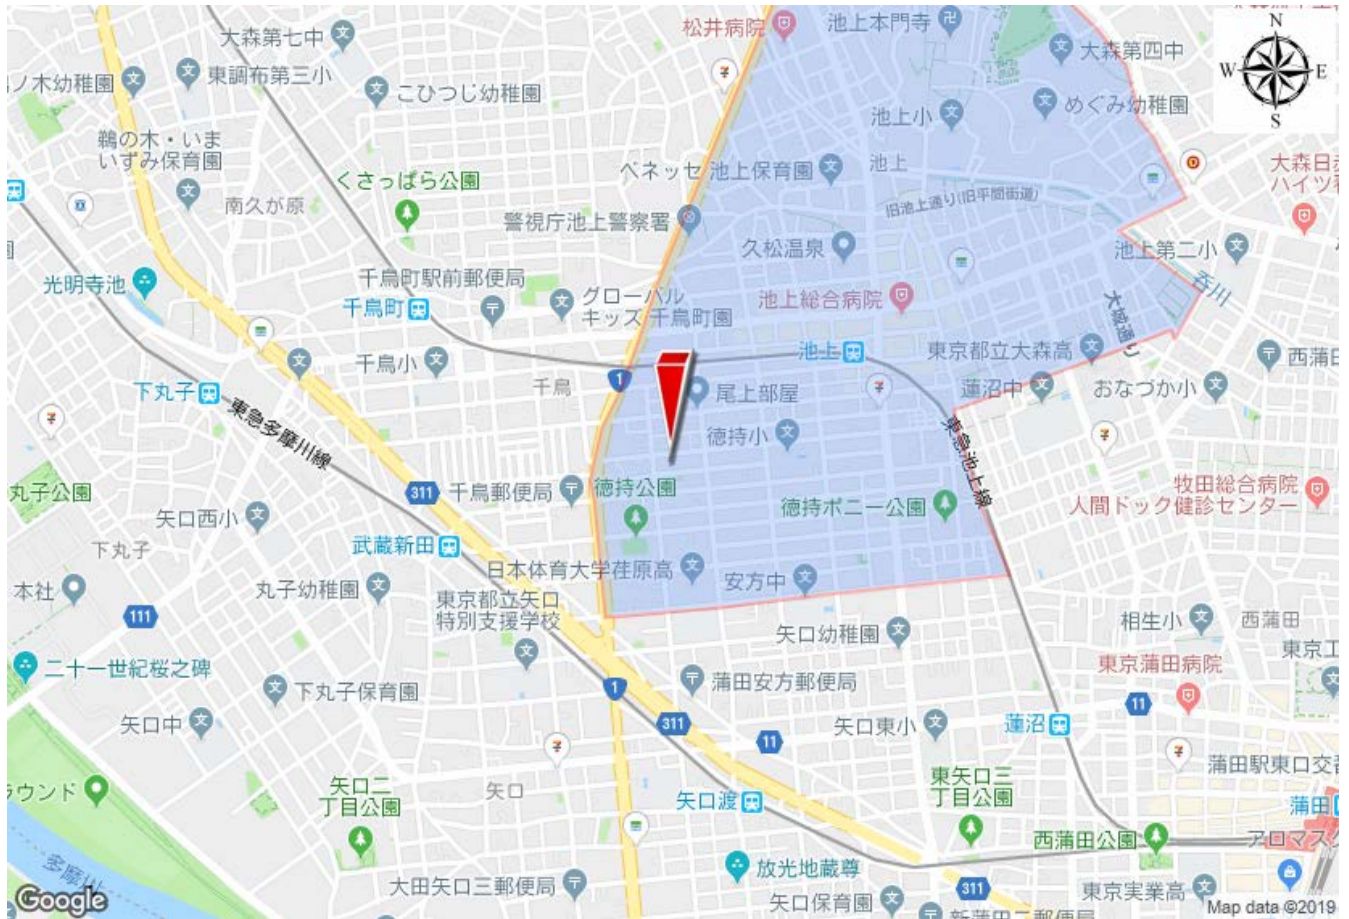 松井病院
池上本門寺
大森第七中
大森第四中
N
W
E
S
ノ木幼稚園
東調布第三小
こひつじ幼稚園
めぐみ幼稚園
池上小
鵜の木・いま
いずみ保育園
ベネッセ 池上保育園
池上
くさっぱら公園
南久が原
旧池上通り(旧平間街道)
警視庁池上警察署
久松温泉
池上第二小
呑川
光明寺池
千鳥町駅前郵便局
千鳥町
グローバル
キッズ 千鳥町園
池上総合病院
大城通り
千鳥小
千鳥
1
池上
東京都立大森高
下丸子
尾上部屋
蓮沼中
おなづか小
東急多摩川線
徳持小
東急池上線
311
千鳥郵便局
徳持公園
徳持ポニー公園
牧田総合病院
人間ドック健診センター
丸子公園
矢口西小
下丸子
武蔵新田
日本体育大学荏原高
安方中
本社
丸子幼稚園
111
東京都立矢口
特別支援学校
矢口幼稚園
相生小
西蒲田
東京蒲田病院
二十一世紀桜之碑
下丸子保育園
1
蒲田安方郵便局
矢口中
311
11
矢口東小
蓮沼
11
蒲田駅東口交
矢口二
丁目公園
矢口
矢口渡
東矢口三
丁目公園
蒲田
西蒲田公園
多摩川
放光地蔵尊
大田矢口三郵便局
矢口保育園
311
東京実業高
Google
Map data ©2019